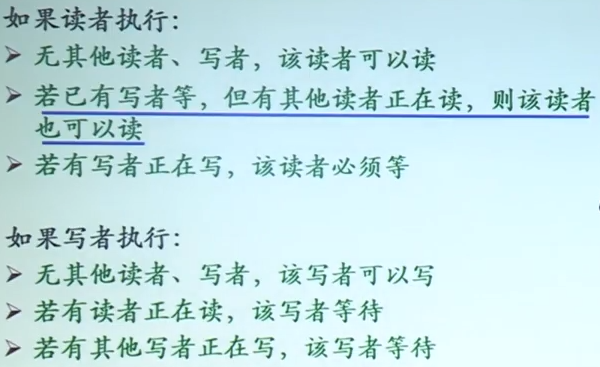 如果读者执行：
➤ 无其他读者、写者，该读者可以读
➤ 若已有写者等，但有其他读者正在读，则该读者
也可以读
➤ 若有写者正在写，该读者必须等
如果写者执行：
➤ 无其他读者、写者，该写者可以写
➤ 若有读者正在读，该写者等待
➤ 若有其他写者正在写，该写者等待